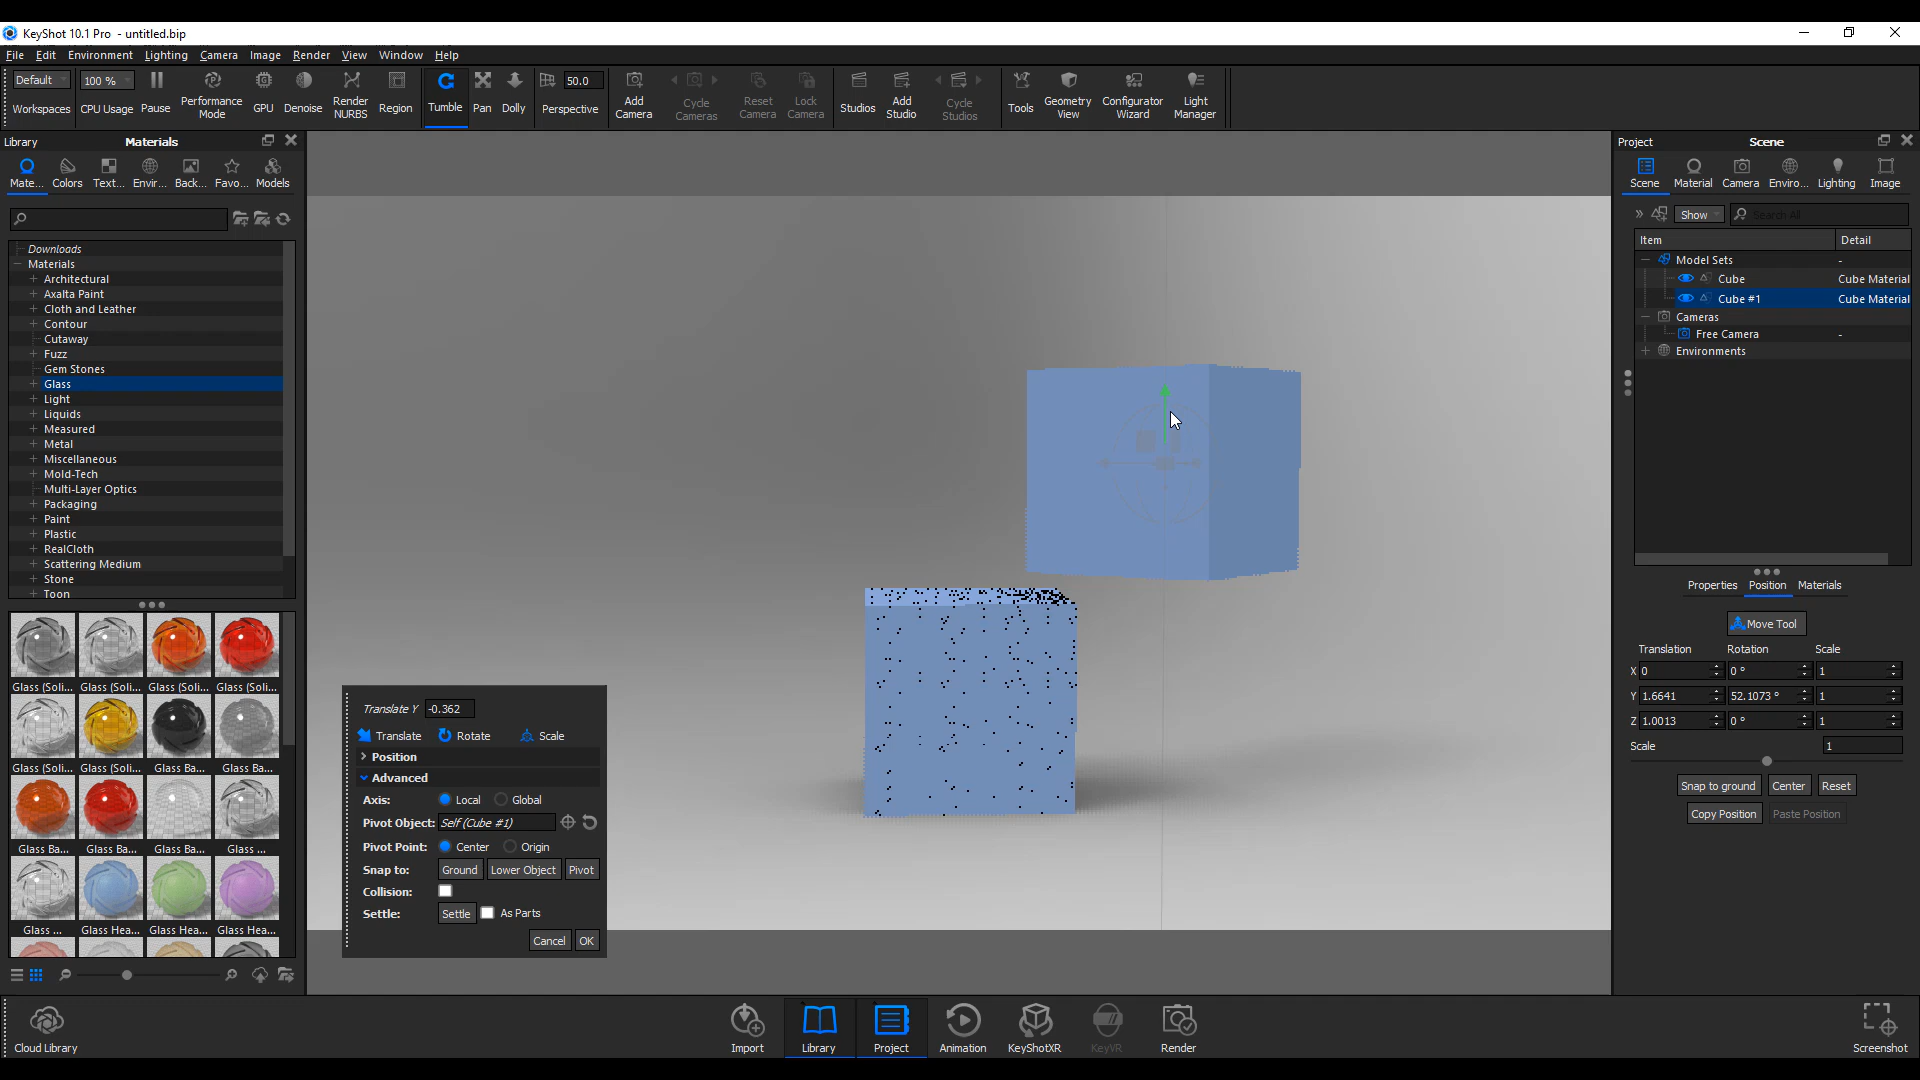 KeyShot 10.1 Pro - untitled.bip
File Edit Environment Lighting Camera Image Render View Window Help
Default 100 % 50.0
Workspaces CPU Usage Pause Performance Mode GPU Denoise Render NURBS Region Tumble Pan Dolly Perspective Add Camera Cycle Cameras Reset Camera Lock Camera Studios Add Studio Cycle Studios Tools Geometry View Configurator Wizard Light Manager
Library Materials
Mate... Colors Text... Envir... Back... Favo... Models
Downloads
Materials
Architectural
Axalta Paint
Cloth and Leather
Contour
Cutaway
Fuzz
Gem Stones
Glass
Light
Liquids
Measured
Metal
Miscellaneous
Mold-Tech
Multi-Layer Optics
Packaging
Paint
Plastic
RealCloth
Scattering Medium
Stone
Toon
Glass (Soli... Glass (Soli... Glass (Soli... Glass (Soli...
Glass (Soli... Glass (Soli... Glass Ba... Glass Ba...
Glass Ba... Glass Ba... Glass Ba... Glass ...
Glass ... Glass Hea... Glass Hea... Glass Hea...
Translate Y -0.362
Translate Rotate Scale
Position
Advanced
Axis: Local Global
Pivot Object: Self (Cube #1)
Pivot Point: Center Origin
Snap to: Ground Lower Object Pivot
Collision:
Settle: Settle As Parts
Cancel OK
Project Scene
Scene Material Camera Enviro... Lighting Image
Show Search All
Item Detail
Model Sets -
Cube Cube Material
Cube #1 Cube Material
Cameras
Free Camera -
Environments
Properties Position Materials
Move Tool
Translation Rotation Scale
X 0 0 ° 1
Y 1.6641 52.1073 ° 1
Z 1.0013 0 ° 1
Scale 1
Snap to ground Center Reset
Copy Position Paste Position
Cloud Library Import Library Project Animation KeyShotXR KeyVR Render Screenshot